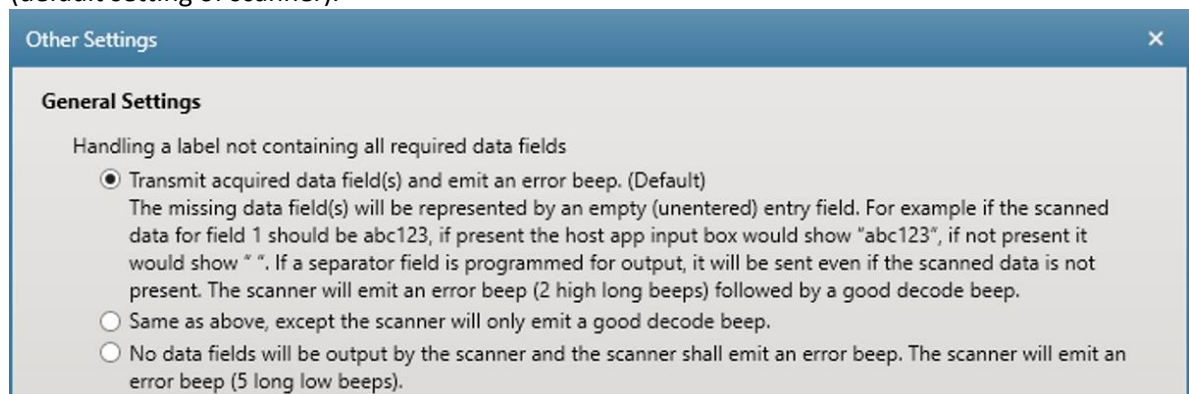 (default setting of scanner).
Other Settings ×
General Settings
Handling a label not containing all required data fields
Transmit acquired data field(s) and emit an error beep. (Default)
The missing data field(s) will be represented by an empty (unentered) entry field. For example if the scanned
data for field 1 should be abc123, if present the host app input box would show “abc123”, if not present it
would show “ “. If a separator field is programmed for output, it will be sent even if the scanned data is not
present. The scanner will emit an error beep (2 high long beeps) followed by a good decode beep.
Same as above, except the scanner will only emit a good decode beep.
No data fields will be output by the scanner and the scanner shall emit an error beep. The scanner will emit an
error beep (5 long low beeps).